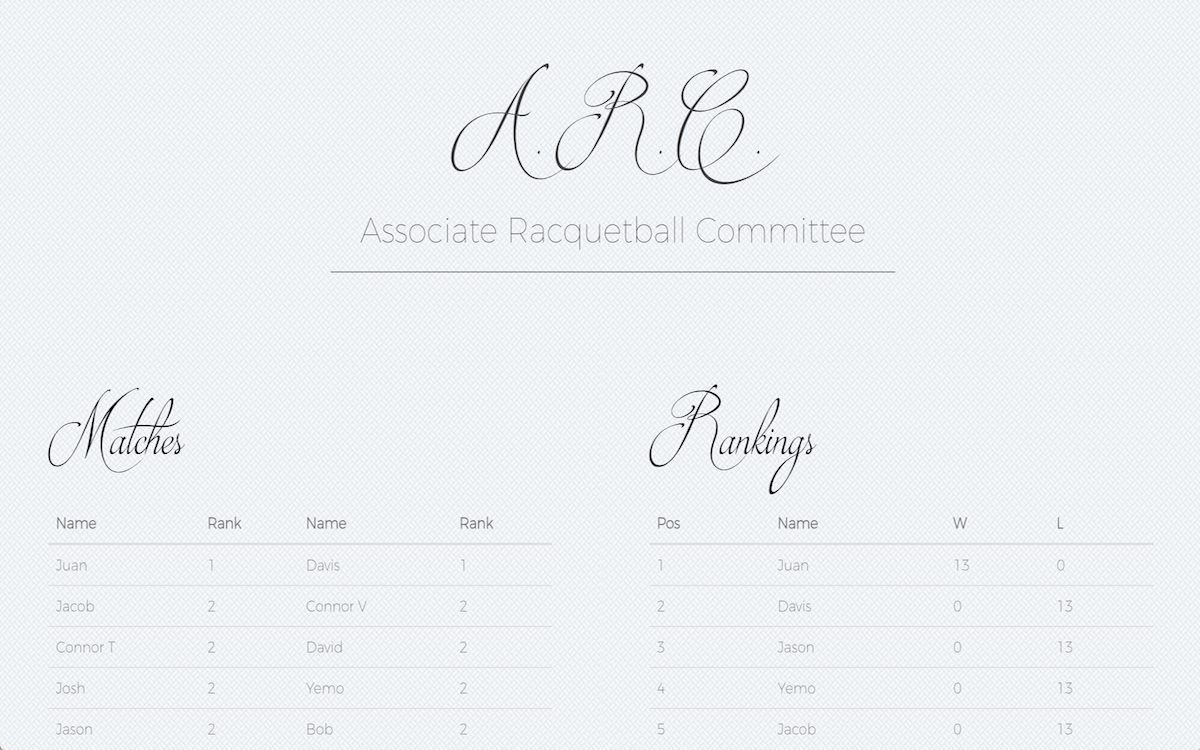 A.R.C.
Associate Racquetball Committee
Matches
Name Rank Name Rank
Juan 1 Davis 1
Jacob 2 Connor V 2
Connor T 2 David 2
Josh 2 Yemo 2
Jason 2 Bob 2
Rankings
Pos Name W L
1 Juan 13 0
2 Davis 0 13
3 Jason 0 13
4 Yemo 0 13
5 Jacob 0 13